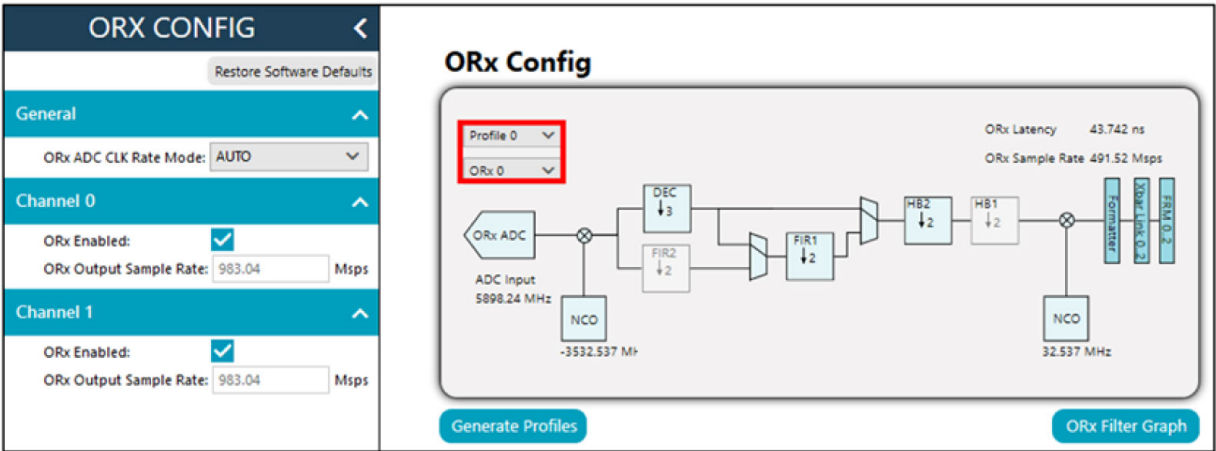 ORX CONFIG
Restore Software Defaults
General
ORx ADC CLK Rate Mode: AUTO
Channel 0
ORx Enabled:
ORx Output Sample Rate: 983.04 Msps
Channel 1
ORx Enabled:
ORx Output Sample Rate: 983.04 Msps
ORx Config
Profile 0
ORx 0
ORx Latency 43.742 ns
ORx Sample Rate 491.52 Msps
ORx ADC
ADC Input
5898.24 MHz
NCO
-3532.537 MH
DEC
↓3
FIR2
↓2
FIR1
↓2
HB2
↓2
HB1
↓2
NCO
32.537 MHz
Formatter
Xbar Link 0..2
FRM 0..2
Generate Profiles
ORx Filter Graph